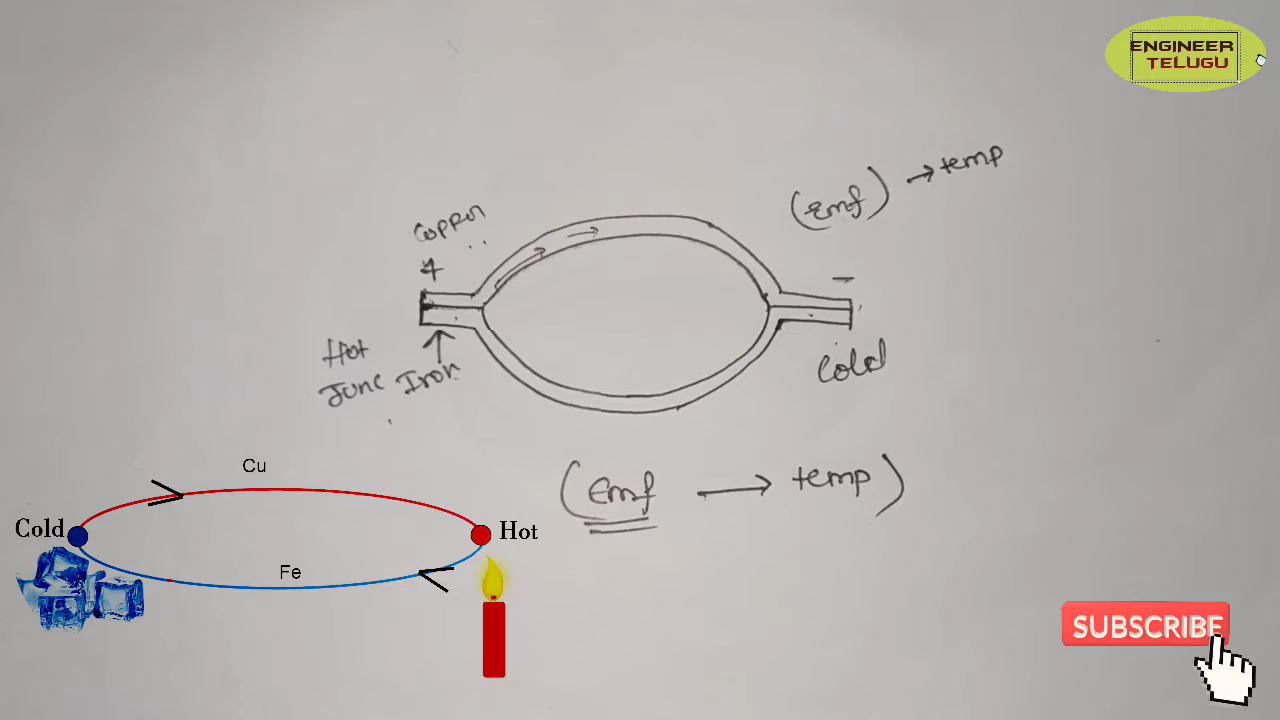 ENGINEER
TELUGU
(emf) → temp
Copper
+
-
Hot
Junc
Iron
Cold
Cu
(emf → temp)
Cold
Hot
Fe
SUBSCRIBE